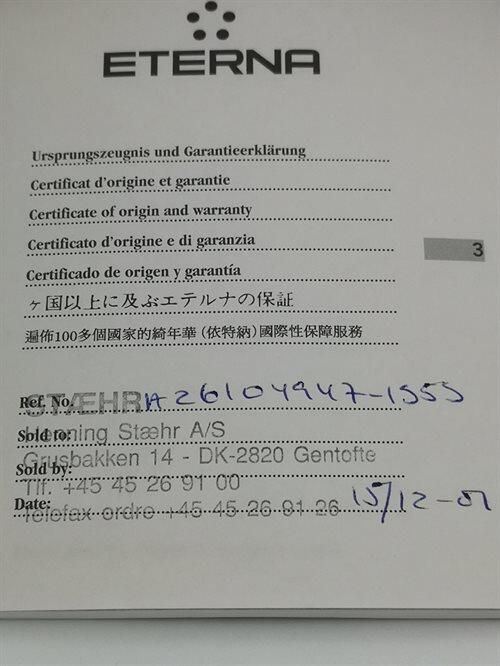 ETERNA
Ursprungszeugnis und Garantieerklärung
Certificat d'origine et garantie
Certificate of origin and warranty
Certificato d'origine e di garanzia
3
Certificado de origen y garantía
ヶ国以上に及ぶエテルナの保証
遍佈100多個國家的綺年華(依特納)國際性保障服務
STÆHR
Ref. No.
Sold to:
Henning Stæhr A/S
Grusbakken 14 - DK-2820 Gentofte
Sold by:
Tlf. +45 45 26 91 00
Date: 15/12-01
Telefax ordre +45 45 26 91 26